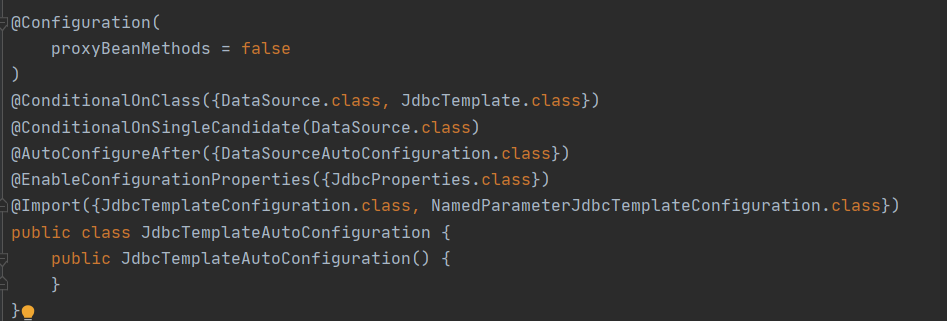 @Configuration(
    proxyBeanMethods = false
)
@ConditionalOnClass({DataSource.class, JdbcTemplate.class})
@ConditionalOnSingleCandidate(DataSource.class)
@AutoConfigureAfter({DataSourceAutoConfiguration.class})
@EnableConfigurationProperties({JdbcProperties.class})
@Import({JdbcTemplateConfiguration.class, NamedParameterJdbcTemplateConfiguration.class})
public class JdbcTemplateAutoConfiguration {
    public JdbcTemplateAutoConfiguration() {
    }
}